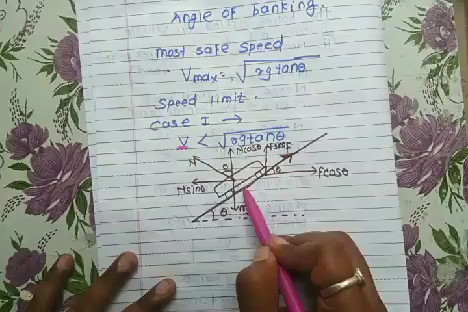 Angle of banking.
most safe speed
Vmax = √rgtanθ
speed limit.
case I →
V < √rgtanθ
N
Ncosθ
fsinθ
F
θ
θ
Nsinθ
fcosθ
θ